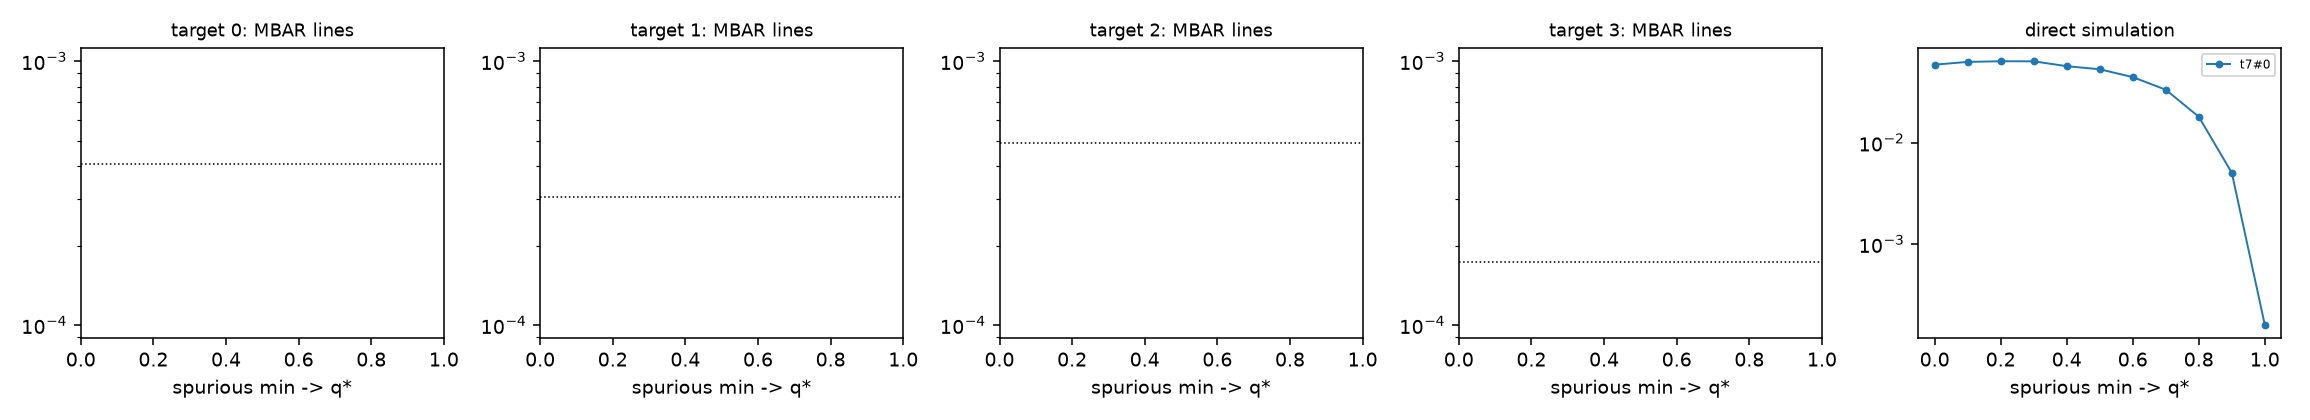 target 0: MBAR lines
10⁻³
10⁻⁴
0.0 0.2 0.4 0.6 0.8 1.0
spurious min -> q*
target 1: MBAR lines
10⁻³
10⁻⁴
0.0 0.2 0.4 0.6 0.8 1.0
spurious min -> q*
target 2: MBAR lines
10⁻³
10⁻⁴
0.0 0.2 0.4 0.6 0.8 1.0
spurious min -> q*
target 3: MBAR lines
10⁻³
10⁻⁴
0.0 0.2 0.4 0.6 0.8 1.0
spurious min -> q*
direct simulation
t7#0
10⁻²
10⁻³
0.0 0.2 0.4 0.6 0.8 1.0
spurious min -> q*